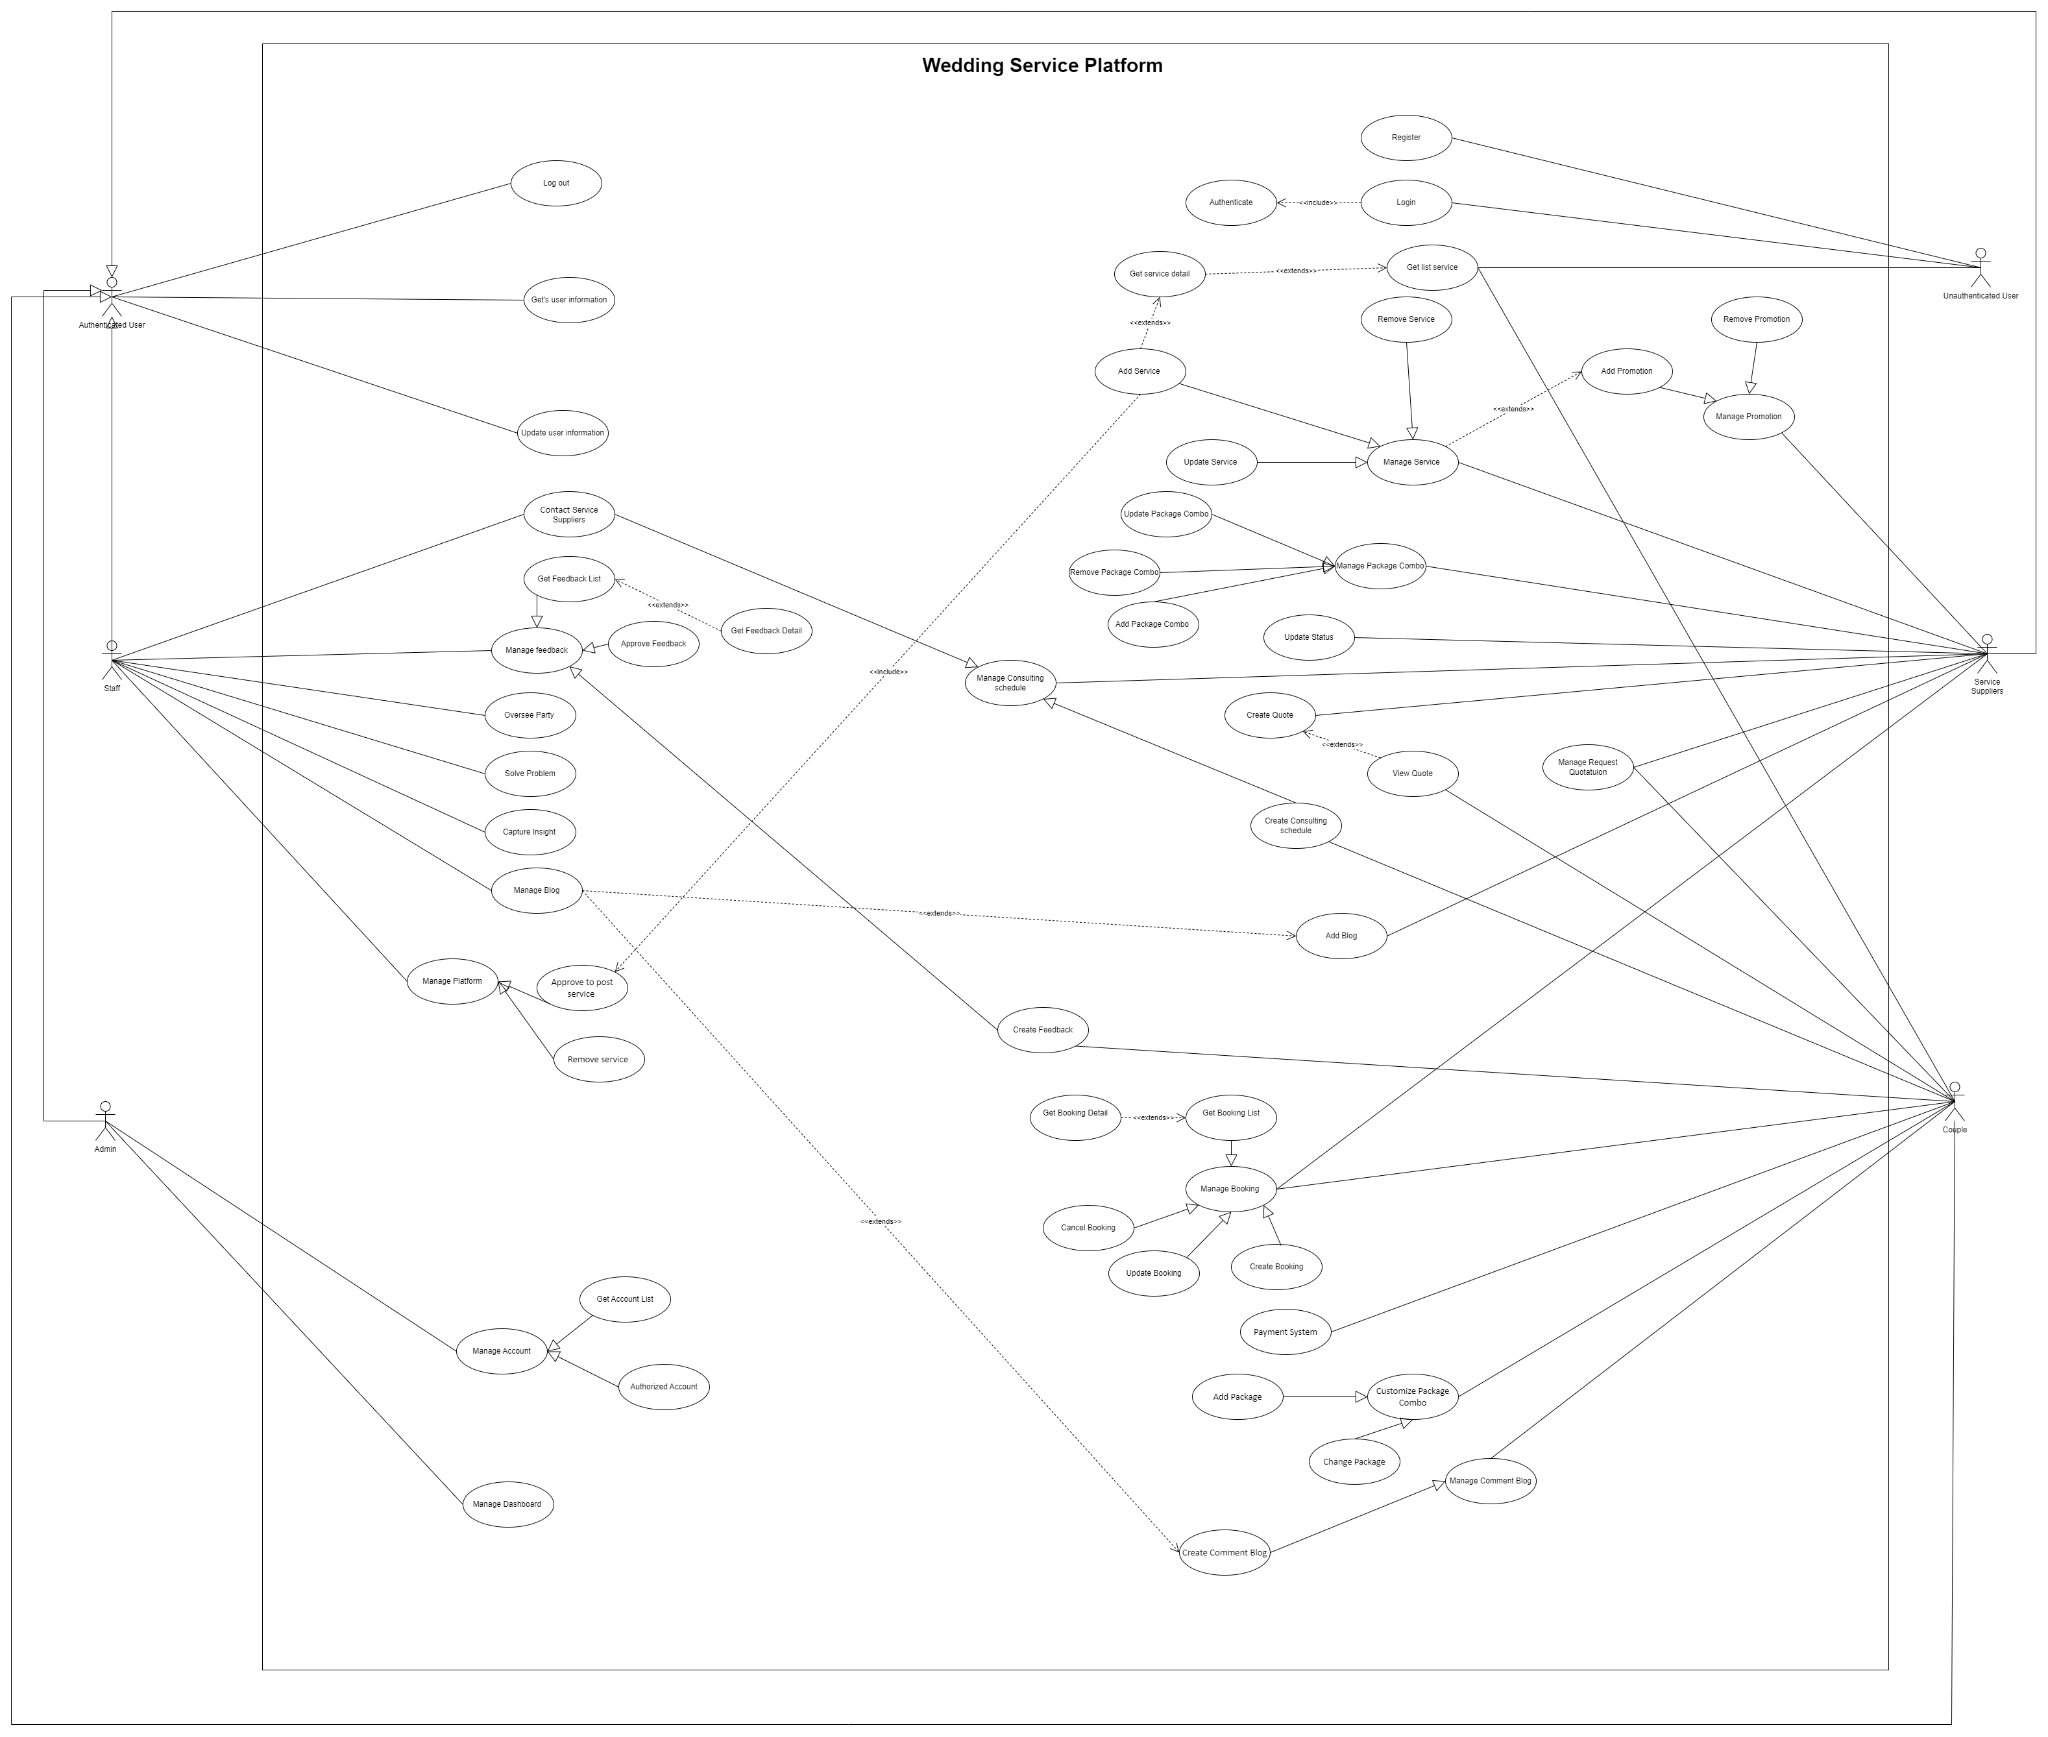 Wedding Service Platform
Register
Log out
Authenticate
<<include>>
Login
Get service detail
<<extends>>
Get list service
Unauthenticated User
Get's user information
Authenticated User
<<extends>>
Remove Service
Remove Promotion
Add Service
Add Promotion
<<extends>>
Manage Promotion
Update user information
Update Service
Manage Service
Contact Service
Suppliers
Update Package Combo
Get Feedback List
Remove Package Combo
Manage Package Combo
<<extends>>
Add Package Combo
Get Feedback Detail
Update Status
Approve Feedback
Manage feedback
<<include>>
Manage Consulting
schedule
Staff
Service
Suppliers
Oversee Party
Create Quote
<<extends>>
Manage Request
Quotatuion
Solve Problem
View Quote
Create Consulting
schedule
Capture Insight
Manage Blog
<<extends>>
Add Blog
Manage Platform
Approve to post
service
Create Feedback
Remove service
Get Booking Detail
<<extends>>
Get Booking List
Couple
Admin
Manage Booking
<<extends>>
Cancel Booking
Update Booking
Create Booking
Get Account List
Payment System
Manage Account
Authorized Account
Add Package
Customize Package
Combo
Change Package
Manage Comment Blog
Manage Dashboard
Create Comment Blog